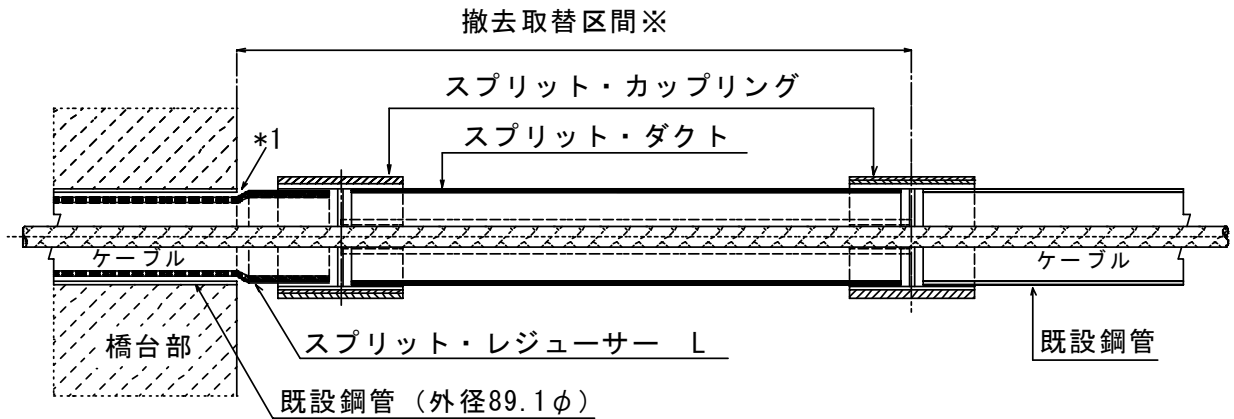 撤去取替区間※
スプリット・カップリング
スプリット・ダクト
*1
ケーブル
ケーブル
橋台部
スプリット・レジューサー L
既設鋼管
既設鋼管（外径89.1φ）